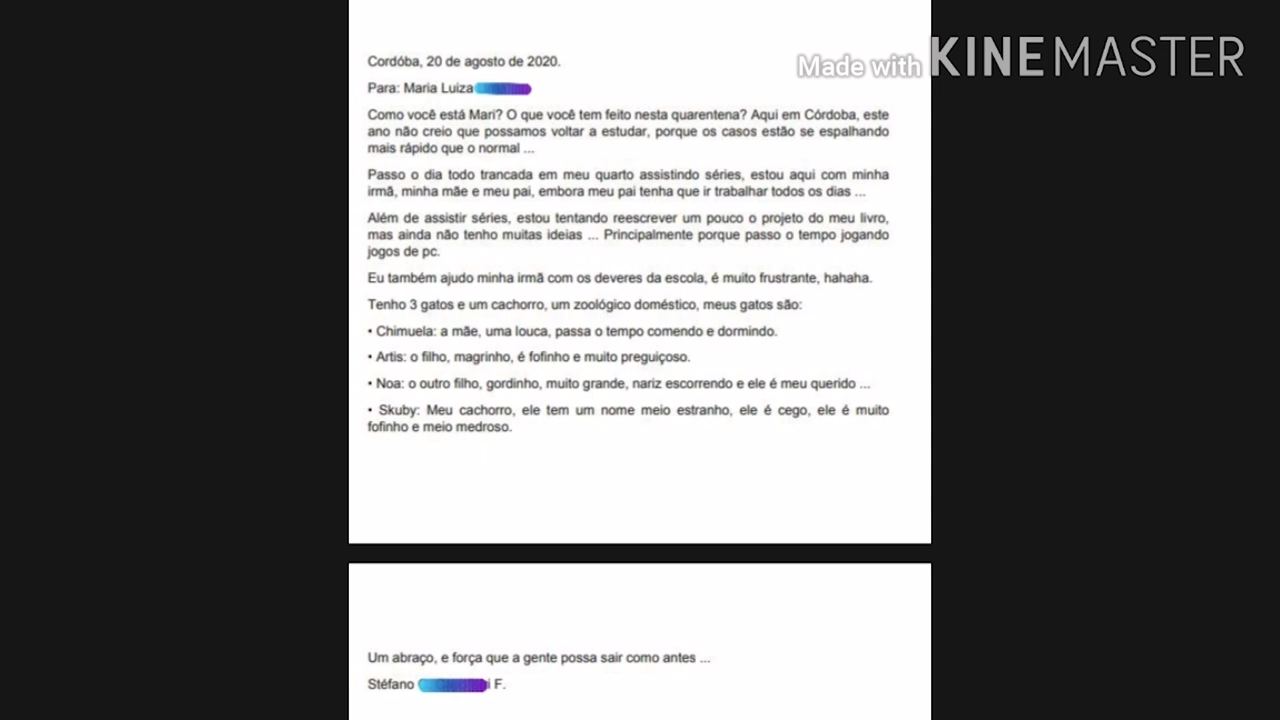 Made with KINEMASTER
Cordóba, 20 de agosto de 2020.
Para: Maria Luiza
Como você está Mari? O que você tem feito nesta quarentena? Aqui em Córdoba, este
ano não creio que possamos voltar a estudar, porque os casos estão se espalhando
mais rápido que o normal ...
Passo o dia todo trancada em meu quarto assistindo séries, estou aqui com minha
irmã, minha mãe e meu pai, embora meu pai tenha que ir trabalhar todos os dias ...
Além de assistir séries, estou tentando reescrever um pouco o projeto do meu livro,
mas ainda não tenho muitas ideias ... Principalmente porque passo o tempo jogando
jogos de pc.
Eu também ajudo minha irmã com os deveres da escola, é muito frustrante, hahaha.
Tenho 3 gatos e um cachorro, um zoológico doméstico, meus gatos são:
• Chimuela: a mãe, uma louca, passa o tempo comendo e dormindo.
• Artis: o filho, magrinho, é fofinho e muito preguiçoso.
• Noa: o outro filho, gordinho, muito grande, nariz escorrendo e ele é meu querido ...
• Skuby: Meu cachorro, ele tem um nome meio estranho, ele é cego, ele é muito
fofinho e meio medroso.
Um abraço, e força que a gente possa sair como antes ...
Stéfano F.